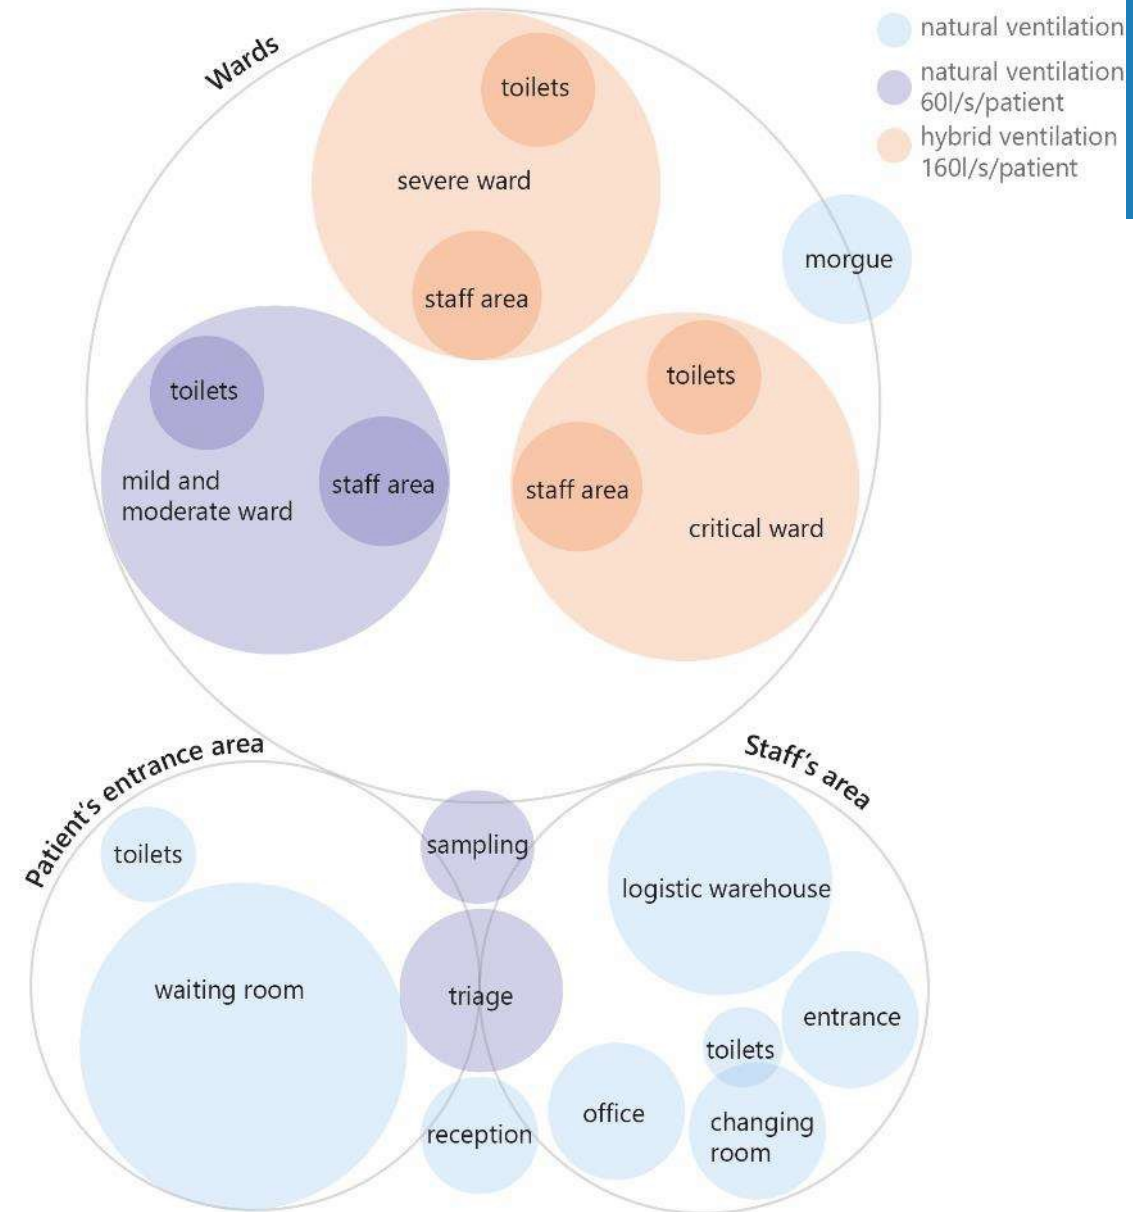 Wards
toilets
severe ward
staff area
natural ventilation
natural ventilation
60l/s/patient
hybrid ventilation
160l/s/patient
morgue
toilets
staff area
mild and
moderate ward
toilets
staff area
critical ward
Patient's entrance area
toilets
waiting room
sampling
triage
reception
Staff's area
logistic warehouse
entrance
toilets
office
changing
room